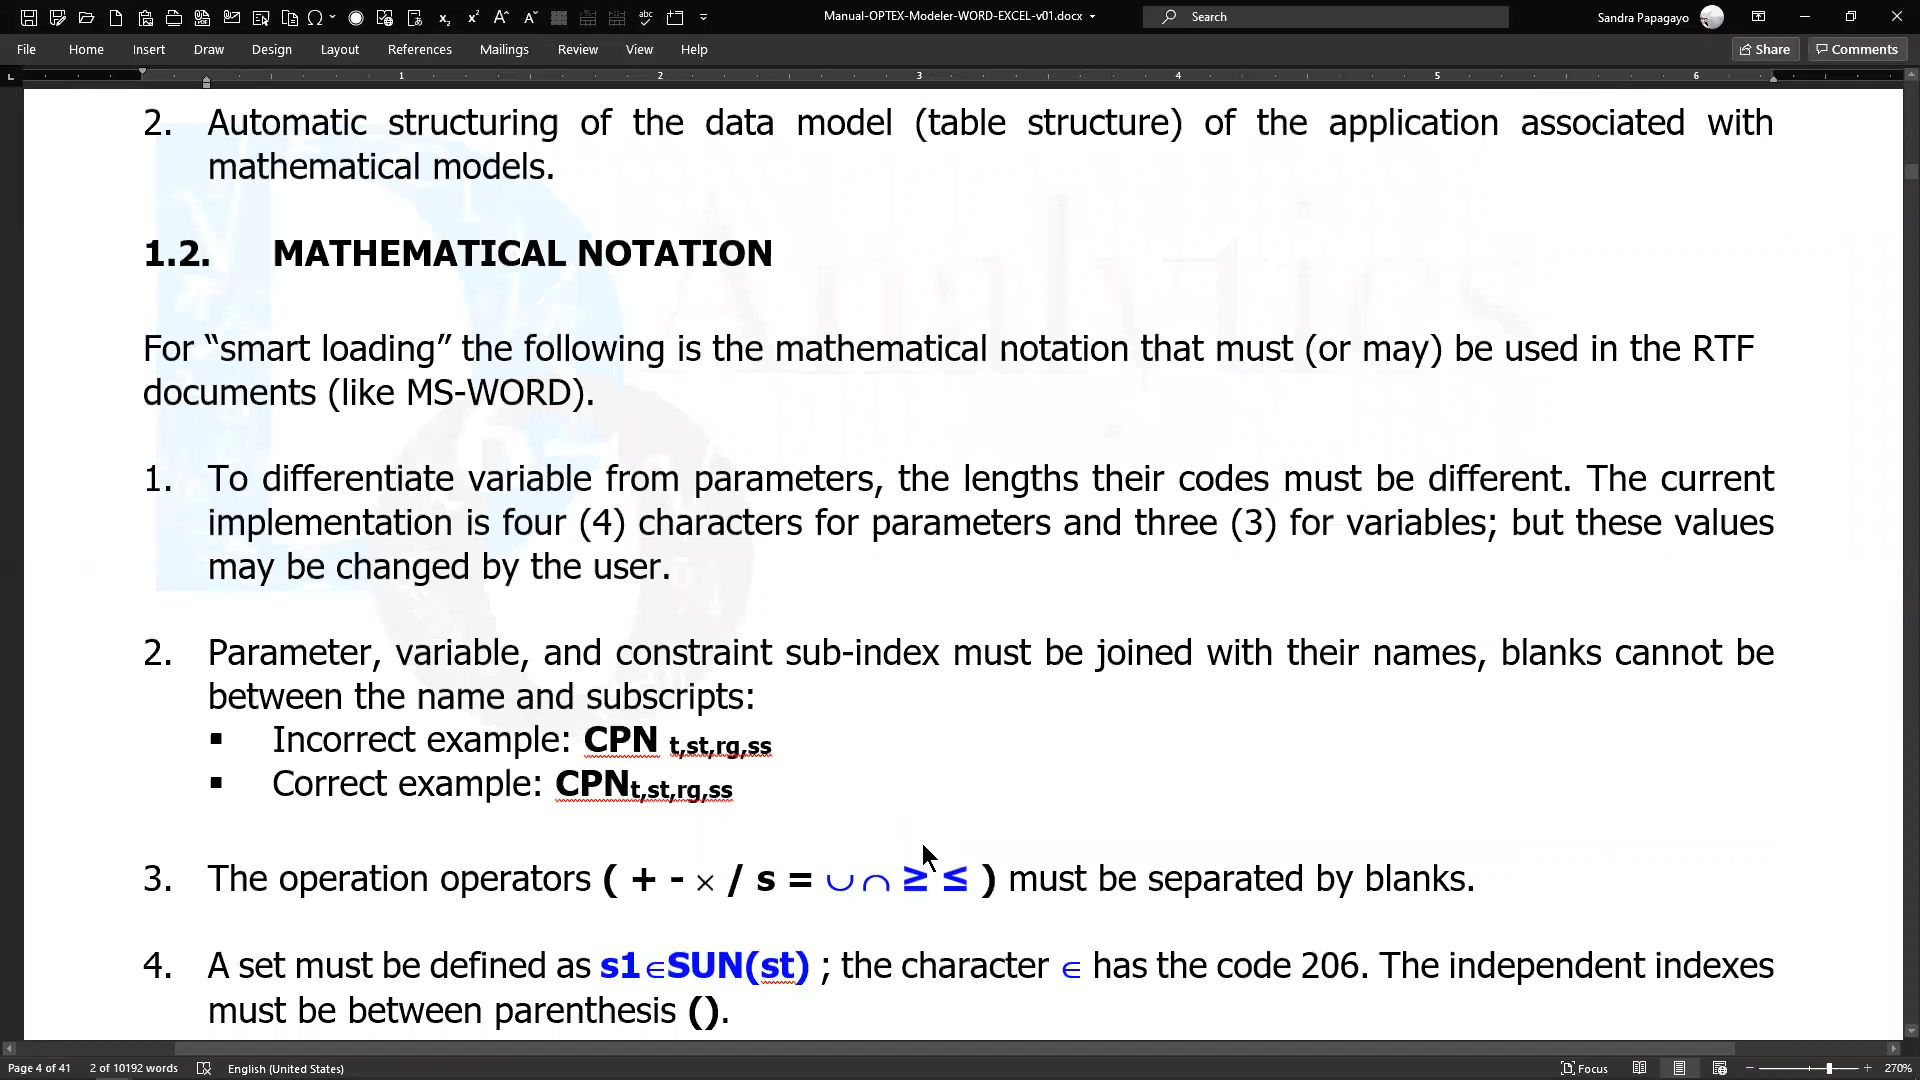 Manual-OPTEX-Modeler-WORD-EXCEL-v01.docx
Search
Sandra Papagayo
File Home Insert Draw Design Layout References Mailings Review View Help
Share Comments
1 2 3 4 5 6
2. Automatic structuring of the data model (table structure) of the application associated with
mathematical models.
1.2. MATHEMATICAL NOTATION
For “smart loading” the following is the mathematical notation that must (or may) be used in the RTF
documents (like MS-WORD).
1. To differentiate variable from parameters, the lengths their codes must be different. The current
implementation is four (4) characters for parameters and three (3) for variables; but these values
may be changed by the user.
2. Parameter, variable, and constraint sub-index must be joined with their names, blanks cannot be
between the name and subscripts:
▪ Incorrect example: CPN t,st,rg,ss
▪ Correct example: CPNt,st,rg,ss
3. The operation operators ( + - × / s = ∪ ∩ ≥ ≤ ) must be separated by blanks.
4. A set must be defined as s1∈SUN(st) ; the character ∈ has the code 206. The independent indexes
must be between parenthesis ().
Analytics
Page 4 of 41 2 of 10192 words English (United States) Focus 270%